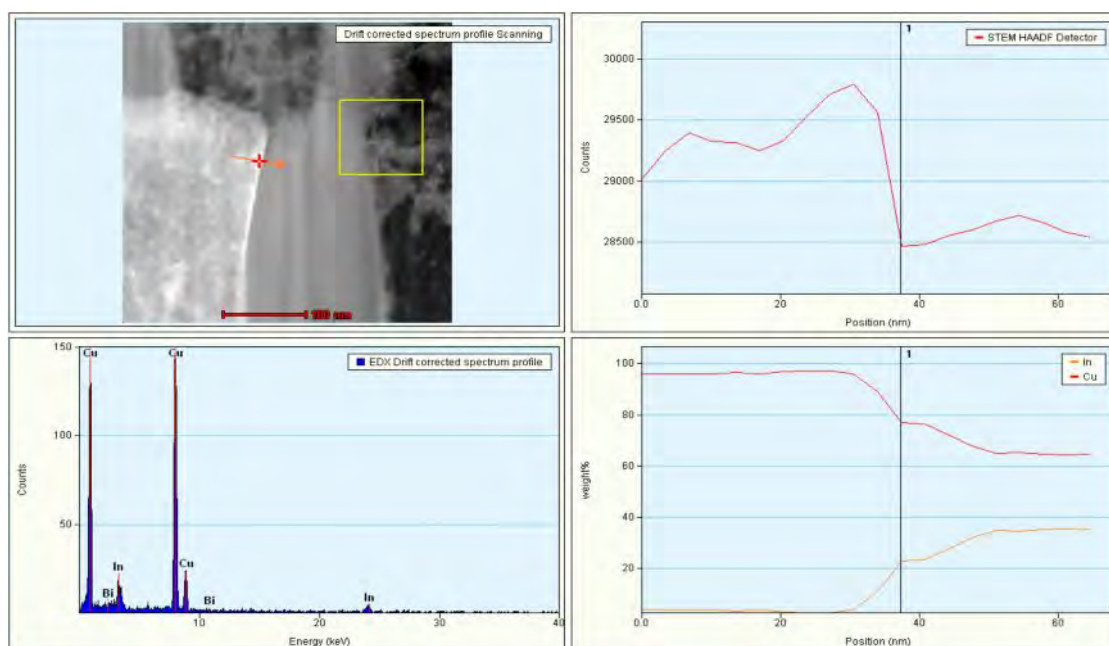 Drift corrected spectrum profile Scanning
100 nm
1
STEM HAADF Detector
30000
29500
29000
28500
Counts
0.0
20
40
60
Position (nm)
EDX Drift corrected spectrum profile
150
100
50
Counts
Cu
Cu
In
Bi
Cu
Bi
In
10
20
30
40
Energy (keV)
1
In
Cu
100
80
60
40
20
weight%
0.0
20
40
60
Position (nm)